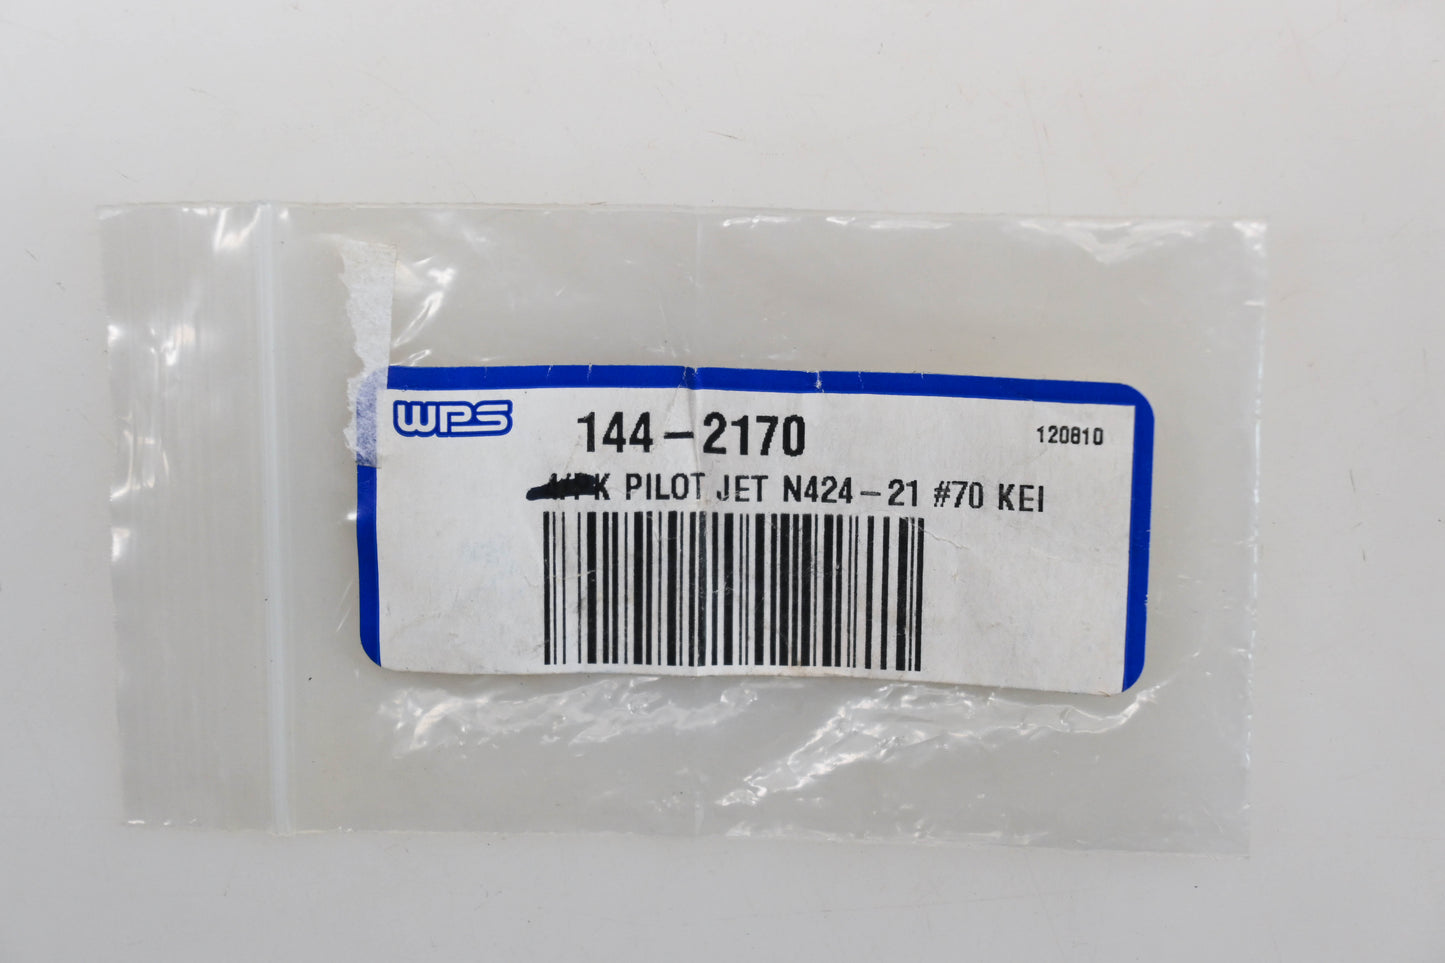 WPS
144-2170
120810
PILOT JET N424-21 #70 KEI